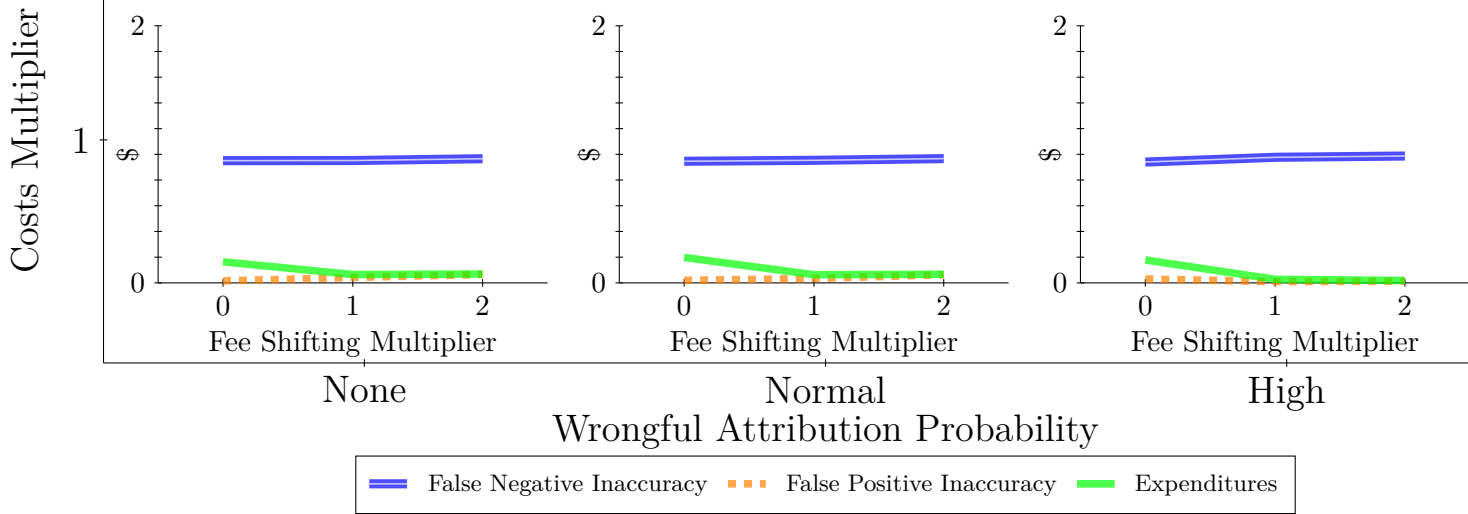 Costs Multiplier
1
2
$
0
0 1 2
Fee Shifting Multiplier
2
$
0
0 1 2
Fee Shifting Multiplier
2
$
0
0 1 2
Fee Shifting Multiplier
None Normal High
Wrongful Attribution Probability
False Negative Inaccuracy False Positive Inaccuracy Expenditures